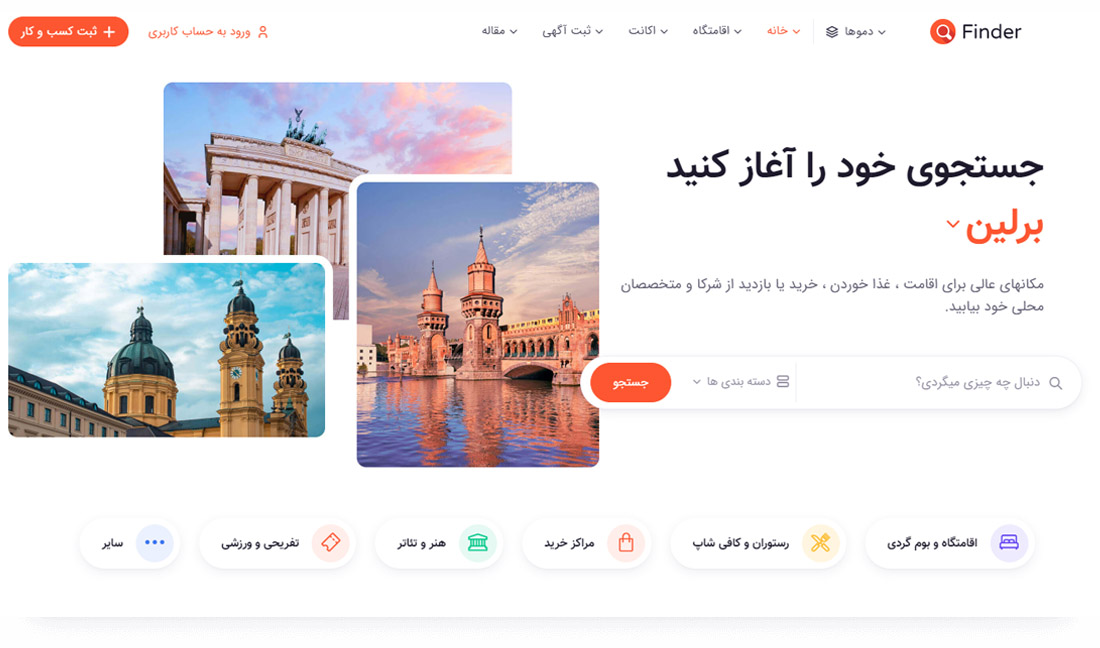 Finder
دموها
خانه
اقامتگاه
اکانت
ثبت آگهی
مقاله
ورود به حساب کاربری
ثبت کسب و کار
جستجوی خود را آغاز کنید
برلین
مکانهای عالی برای اقامت ، غذا خوردن ، خرید یا بازدید از شرکا و متخصصان
محلی خود بیابید.
دنبال چه چیزی میگردی؟
دسته بندی ها
جستجو
اقامتگاه و بوم گردی
رستوران و کافی شاپ
مراکز خرید
هنر و تئاتر
تفریحی و ورزشی
سایر